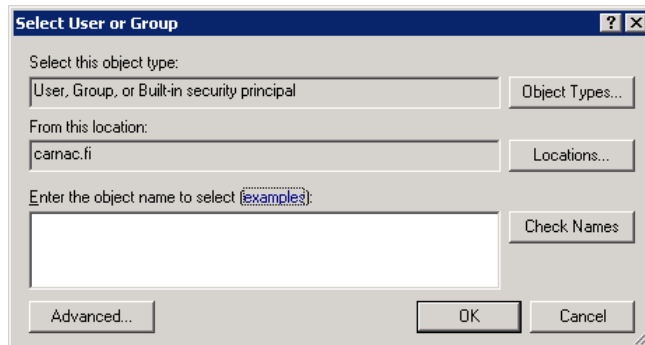 Select User or Group
Select this object type:
User, Group, or Built-in security principal
Object Types...
From this location:
carnac.fi
Locations...
Enter the object name to select (examples):
Check Names
Advanced...
OK
Cancel